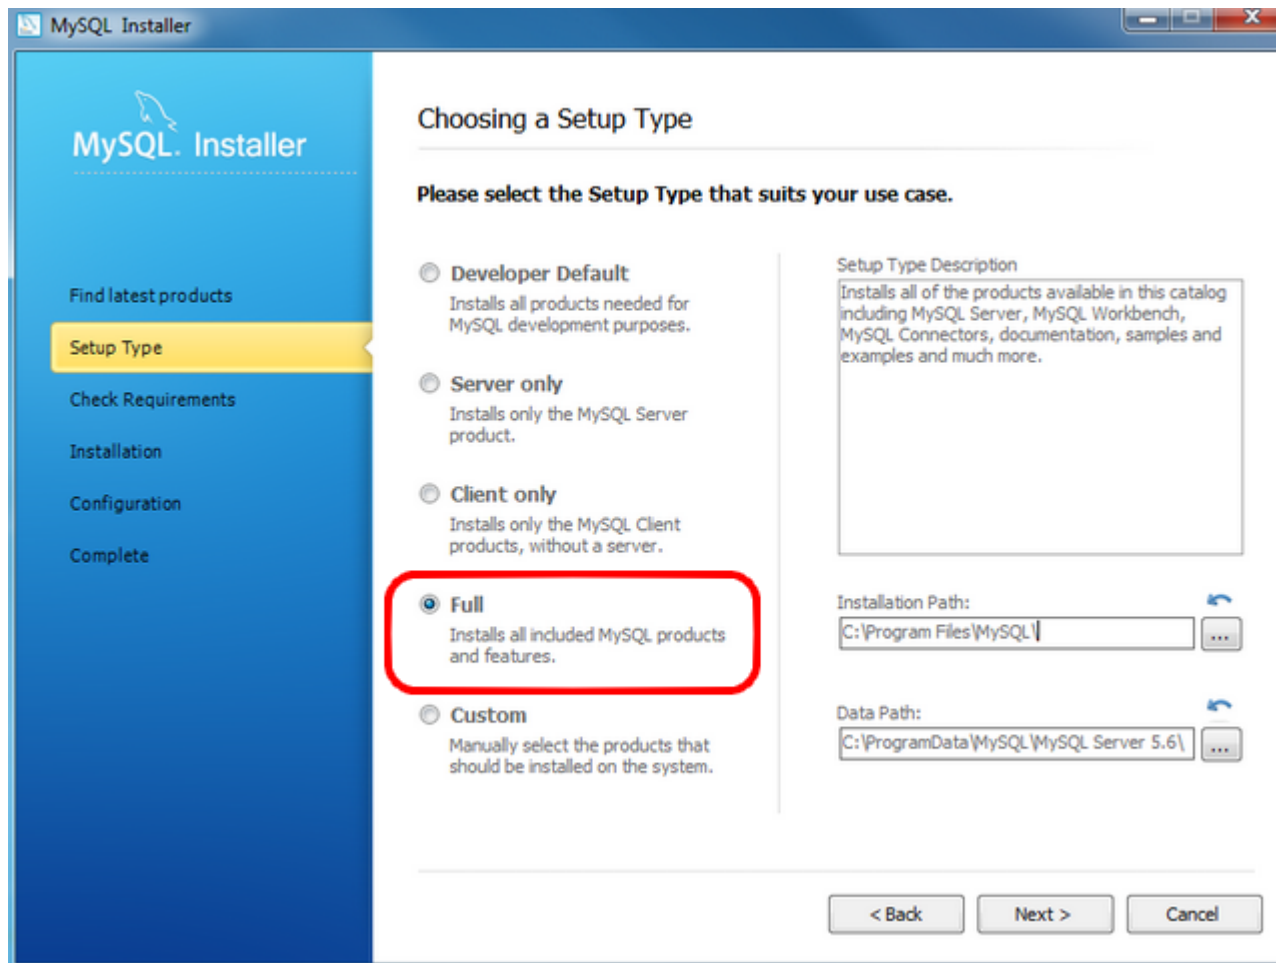 MySQL Installer
MySQL. Installer
Find latest products
Setup Type
Check Requirements
Installation
Configuration
Complete
Choosing a Setup Type
Please select the Setup Type that suits your use case.
Developer Default
Installs all products needed for
MySQL development purposes.
Server only
Installs only the MySQL Server
product.
Client only
Installs only the MySQL Client
products, without a server.
Full
Installs all included MySQL products
and features.
Custom
Manually select the products that
should be installed on the system.
Setup Type Description
Installs all of the products available in this catalog
including MySQL Server, MySQL Workbench,
MySQL Connectors, documentation, samples and
examples and much more.
Installation Path:
C:\Program Files\MySQL\
...
Data Path:
C:\ProgramData\MySQL\MySQL Server 5.6\
...
< Back
Next >
Cancel